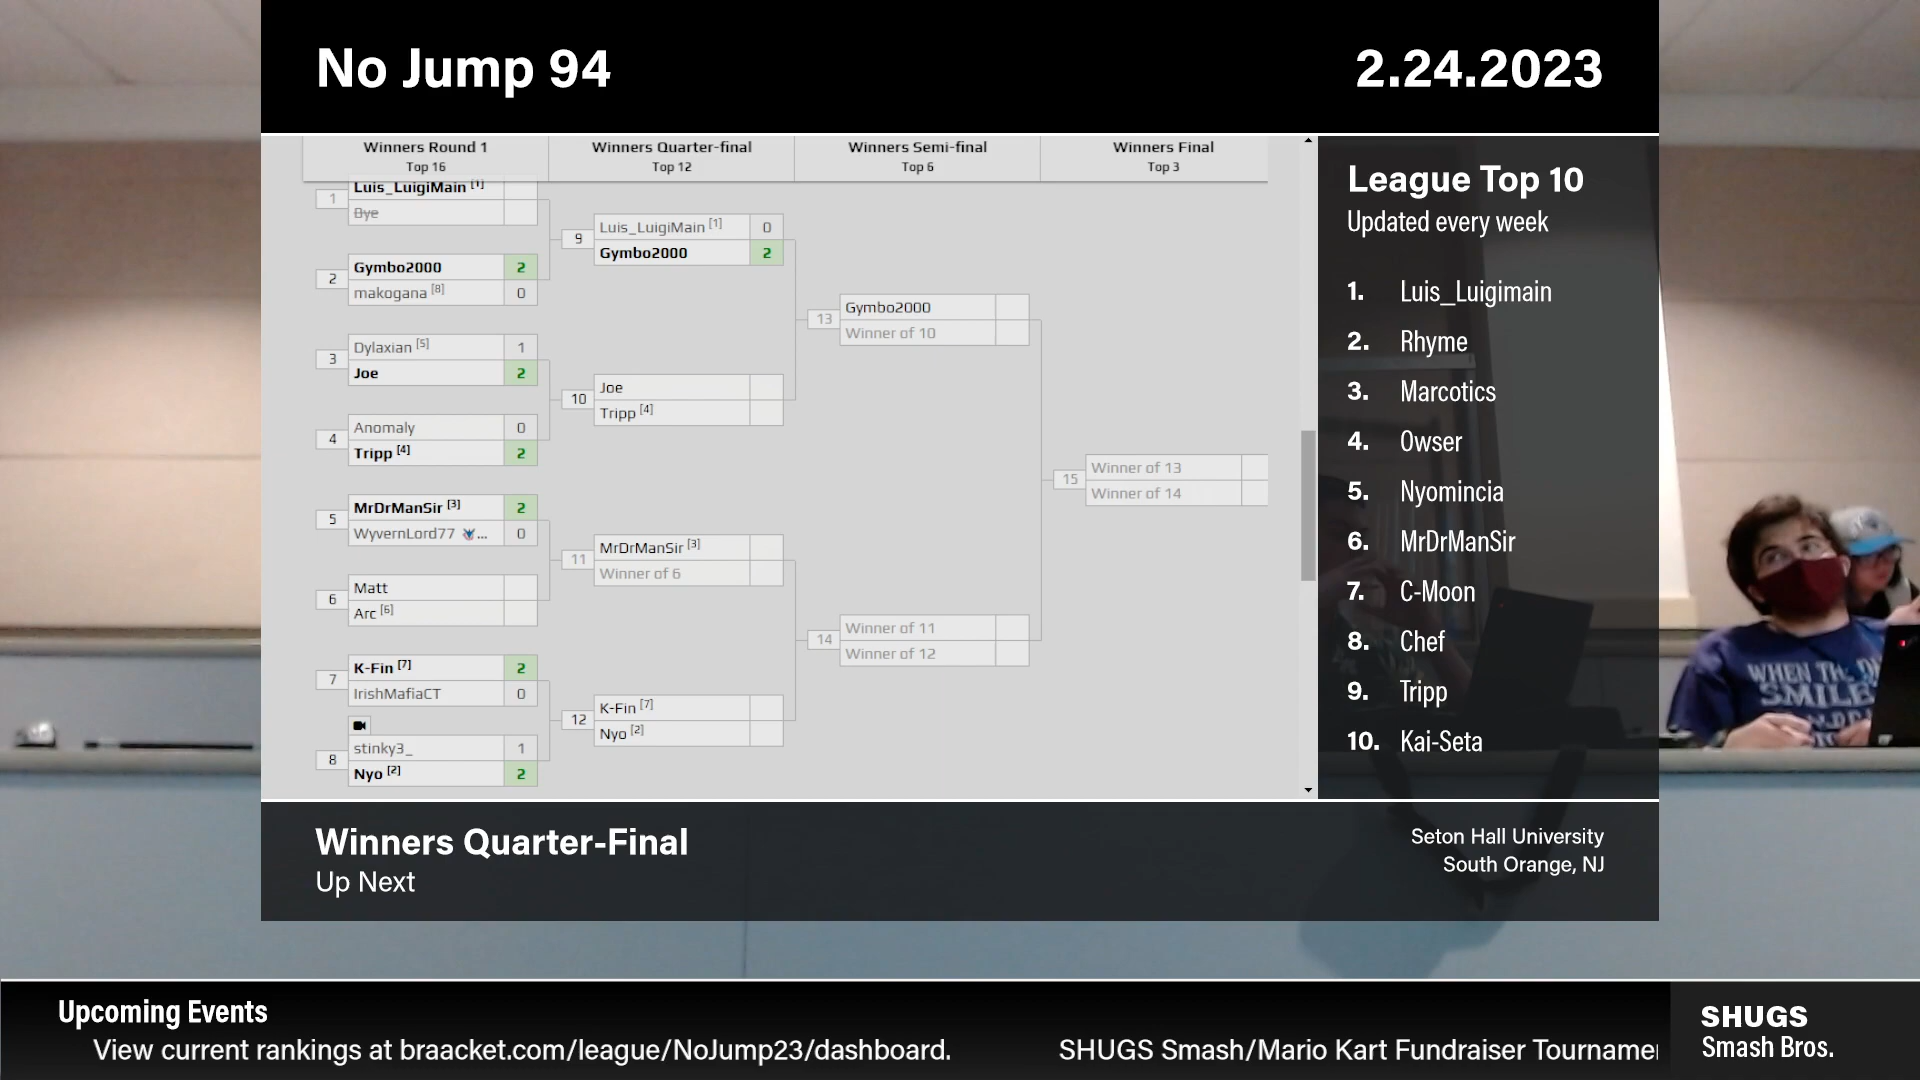 No Jump 94
2.24.2023
Winners Round 1
Top 16
Winners Quarter-final
Top 12
Winners Semi-final
Top 6
Winners Final
Top 3
1
Luis_LuigiMain [1]
Bye
2
Gymbo2000 2
makogana [8] 0
3
Dylaxian [5] 1
Joe 2
4
Anomaly 0
Tripp [4] 2
5
MrDrManSir [3] 2
WyvernLord77 ... 0
6
Matt
Arc [6]
7
K-Fin [7] 2
IrishMafiaCT 0
8
stinky3_ 1
Nyo [2] 2
9
Luis_LuigiMain [1] 0
Gymbo2000 2
10
Joe
Tripp [4]
11
MrDrManSir [3]
Winner of 6
12
K-Fin [7]
Nyo [2]
13
Gymbo2000
Winner of 10
14
Winner of 11
Winner of 12
15
Winner of 13
Winner of 14
League Top 10
Updated every week
1. Luis_Luigimain
2. Rhyme
3. Marcotics
4. Owser
5. Nyomincia
6. MrDrManSir
7. C-Moon
8. Chef
9. Tripp
10. Kai-Seta
WHEN TH
SMILE
Winners Quarter-Final
Up Next
Seton Hall University
South Orange, NJ
Upcoming Events
View current rankings at braacket.com/league/NoJump23/dashboard.
SHUGS Smash/Mario Kart Fundraiser Tourname
SHUGS
Smash Bros.